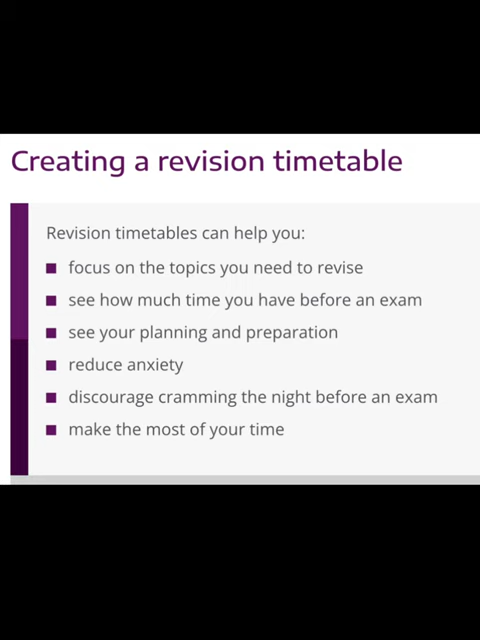 Creating a revision timetable
Revision timetables can help you:
focus on the topics you need to revise
see how much time you have before an exam
see your planning and preparation
reduce anxiety
discourage cramming the night before an exam
make the most of your time